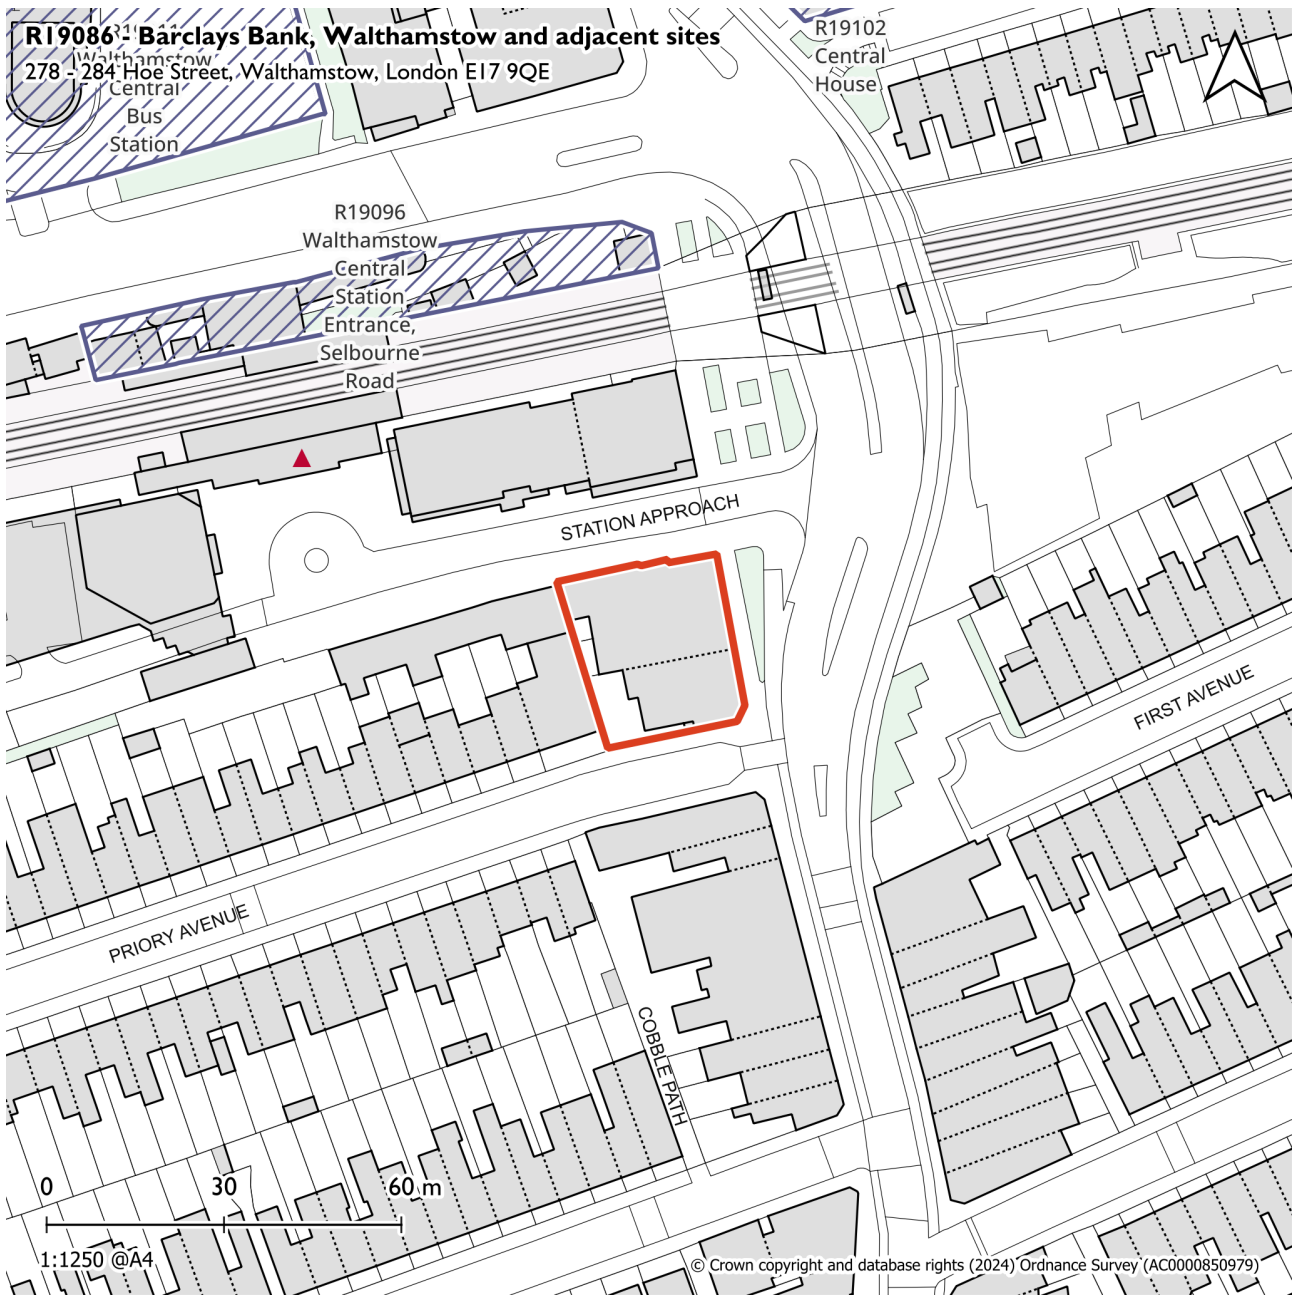 R19086 - Barclays Bank, Walthamstow and adjacent sites
278 - 284 Hoe Street, Walthamstow, London E17 9QE
Walthamstow
Central
Bus
Station
R19102
Central
House
R19096
Walthamstow
Central
Station
Entrance,
Selbourne
Road
STATION APPROACH
FIRST AVENUE
PRIORY AVENUE
COBBLE PATH
0 30 60 m
1:1250 @A4
© Crown copyright and database rights (2024) Ordnance Survey (AC0000850979)